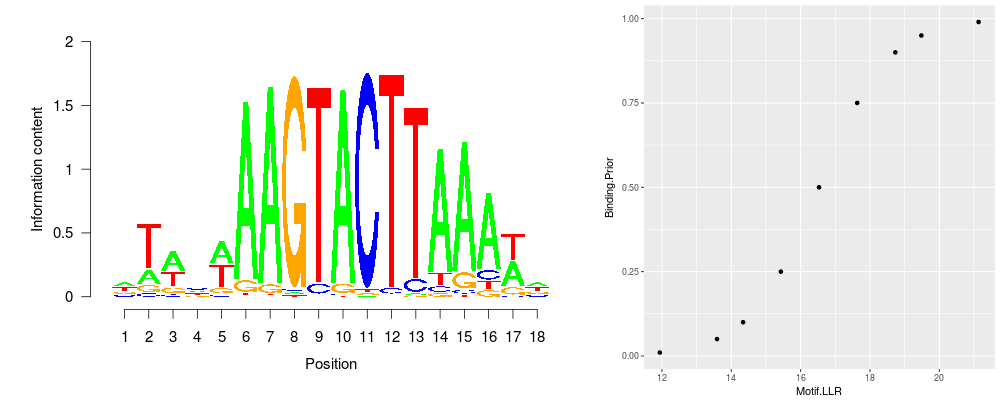 Information content
2
1.5
1
0.5
0
1 2 3 4 5 6 7 8 9 10 11 12 13 14 15 16 17 18
Position
T A A T A A G T A C T T A A A T
Binding.Prior
1.00
0.75
0.50
0.25
0.00
12 14 16 18 20
Motif.LLR